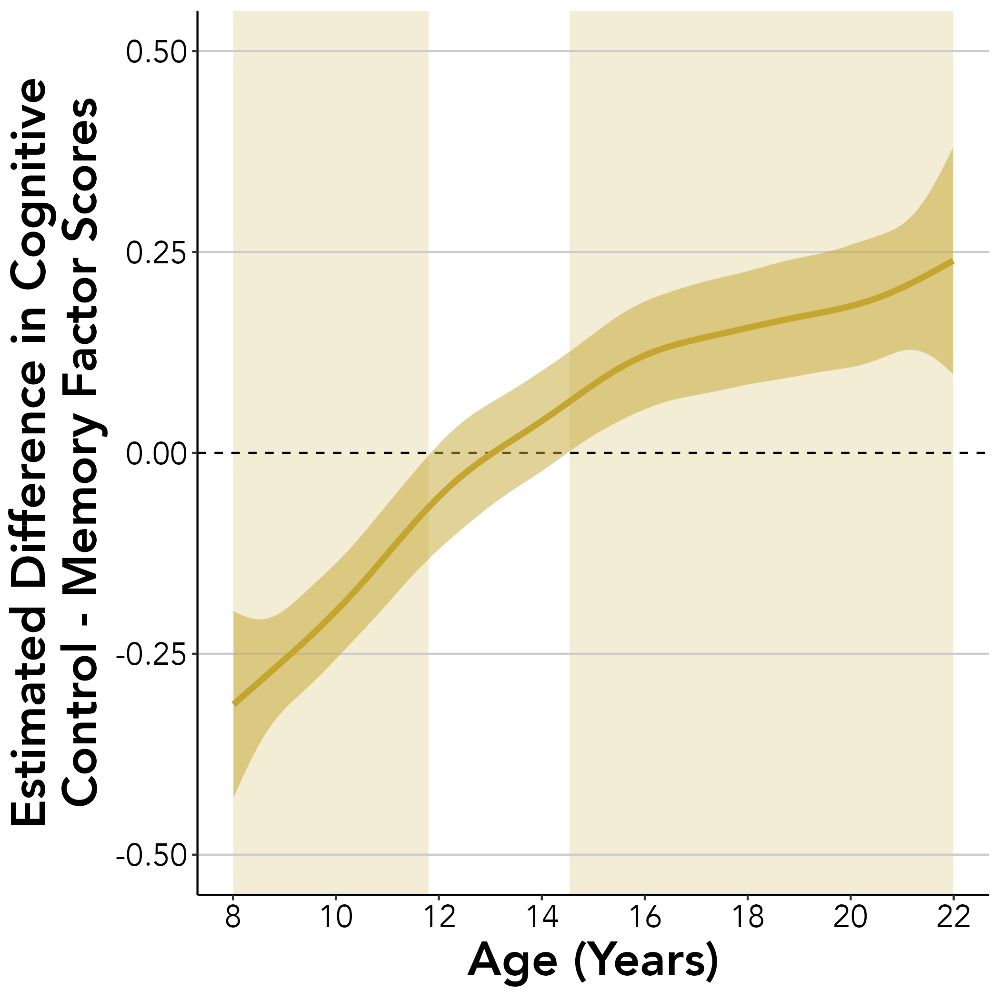 Estimated Difference in Cognitive
Control - Memory Factor Scores
0.50
0.25
0.00
-0.25
-0.50
8 10 12 14 16 18 20 22
Age (Years)